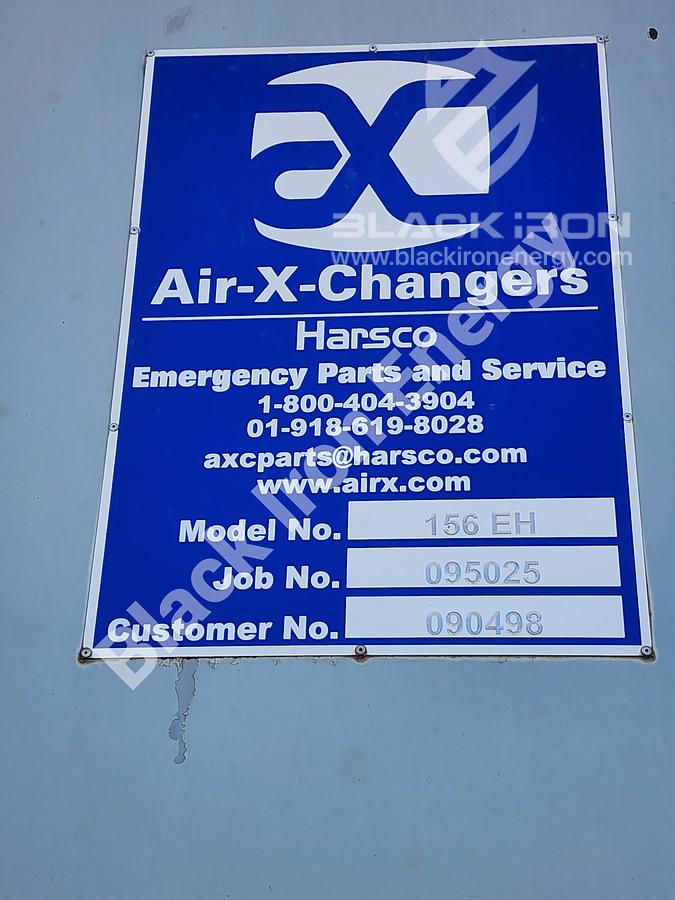 aX
BLACK IRON
www.blackironenergy.com
Air-X-Changers
Harsco
Emergency Parts and Service
1-800-404-3904
01-918-619-8028
axcparts@harsco.com
www.airx.com
Model No. 156 EH
Job No. 095025
Customer No. 090498
Black Iron Energy